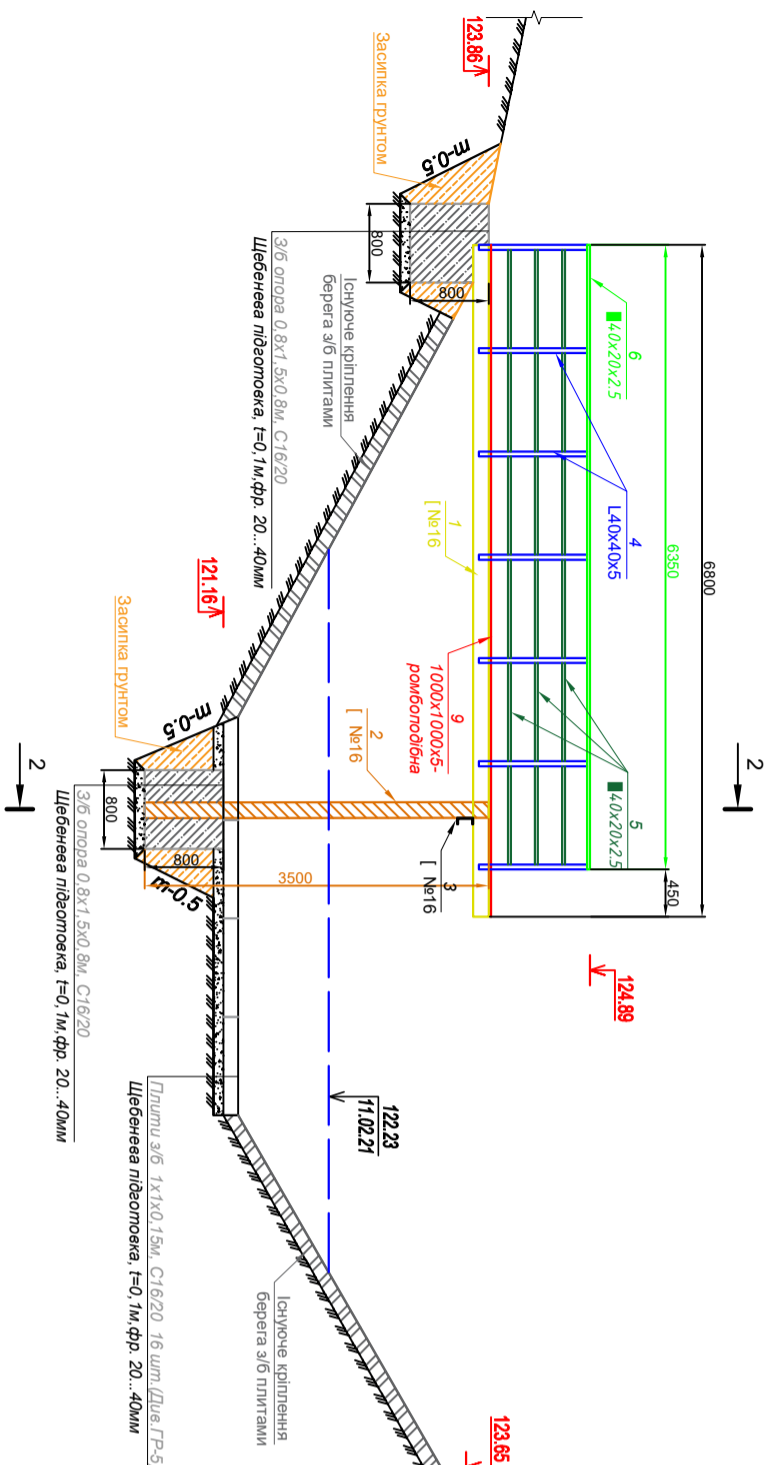 123.86
Засипка грунтом
m-0.5
800
800
З/б опора 0,8х1,5х0,8м, С16/20
Щебенева підготовка, t=0,1м,фр. 20...40мм
Існуюче кріплення
берега з/б плитами
6
40х20х2.5
4
L40х40х5
6350
6800
5
40х20х2.5
450
2
124.89
1
[ №16
9
1000х1000х5-
ромбоподібна
2
[ №16
3
[ №16
3500
121.16
Засипка грунтом
m-0.5
800
800
m-0.5
2
З/б опора 0,8х1,5х0,8м, С16/20
Щебенева підготовка, t=0,1м,фр. 20...40мм
122.23
11.02.21
Плити з/б 1х1х0,15м, С16/20 16 шт.(Див.ГР-5
Щебенева підготовка, t=0,1м,фр. 20...40мм
Існуюче кріплення
берега з/б плитами
123.65